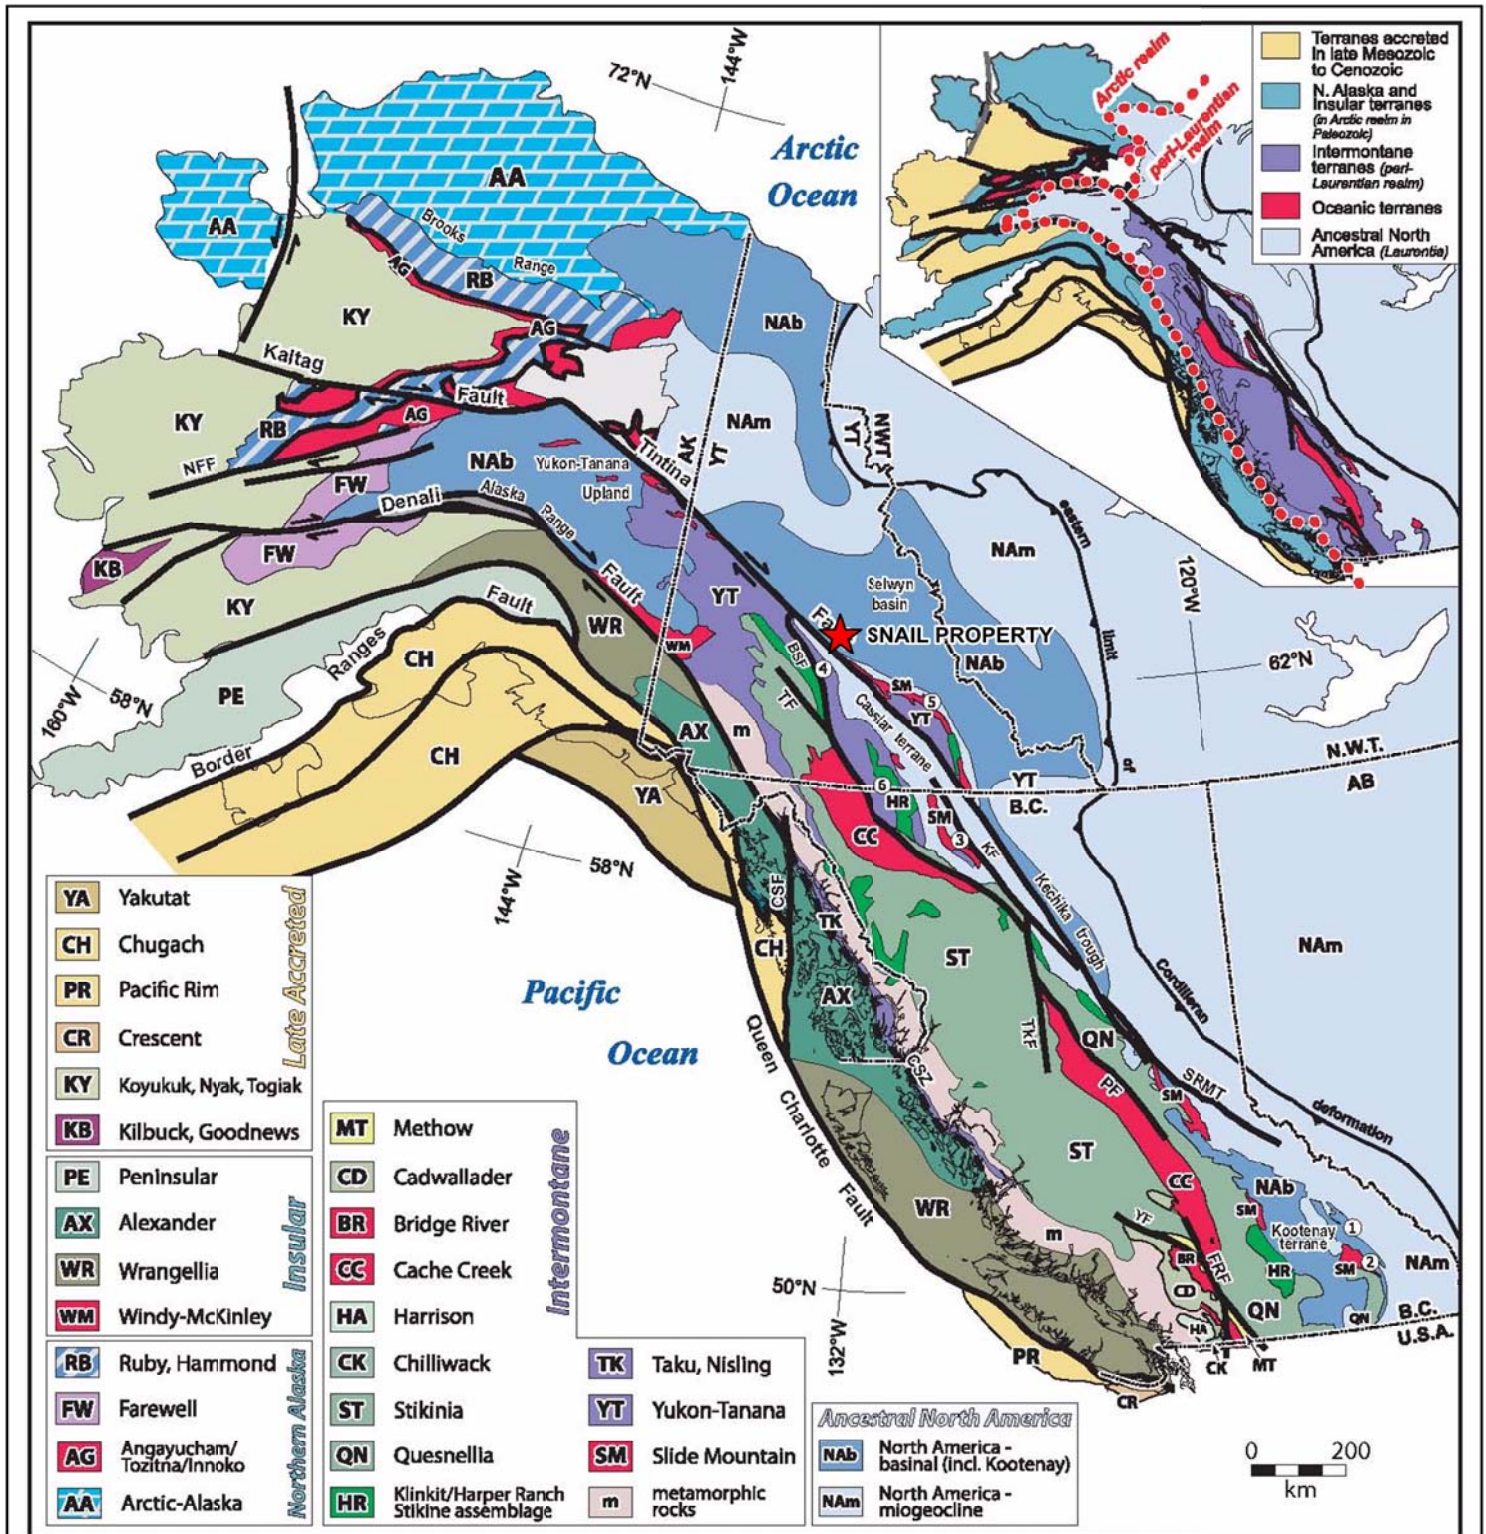 72°N
144°W
Arctic
Ocean
Arctic realm
peri-Laurentian
realm
Terranes accreted
in late Mesozoic
to Cenozoic
N. Alaska and
Insular terranes
(in Arctic realm in
Paleozoic)
Intermontane
terranes (peri-
Laurentian realm)
Oceanic terranes
Ancestral North
America (Laurentia)
AA
AA
Brooks
Range
AG
RB
KY
AG
NAb
Kaltag
Fault
KY
RB
AG
NFF
FW
NAb
Yukon-Tanana
Upland
Tintina
AK
YT
NAm
NWT
YT
Denali
Alaska
Range
Fault
FW
KB
KY
eastern
limit
of
Cordilleran
deformation
NAm
120°W
62°N
Selwyn
basin
YT
Fa
SNAIL PROPERTY
NAb
WR
WM
Fault
Ranges
Border
CH
PE
160°W
58°N
BSF
4
TF
SM
5
YT
Cassiar terrane
AX
m
CH
YA
N.W.T.
AB
YT
B.C.
6
HR
SM
3
CC
KF
Kechika trough
144°W
58°N
CSF
CH
TK
ST
NAm
AX
Pacific
Ocean
Queen
Charlotte
Fault
CSZ
TkF
QN
PF
SM
SRMT
ST
CC
NAb
SM
Kootenay
terrane
1
SM
2
NAm
WR
m
YF
BR
FRF
HR
CD
QN
QN
HA
B.C.
U.S.A.
50°N
132°W
PR
CR
CK
MT
YA Yakutat
CH Chugach
PR Pacific Rim
CR Crescent
KY Koyukuk, Nyak, Togiak
KB Kilbuck, Goodnews
Late Accreted
PE Peninsular
AX Alexander
WR Wrangellia
WM Windy-McKinley
Insular
RB Ruby, Hammond
FW Farewell
AG Angayucham/
Tozitna/Innoko
AA Arctic-Alaska
Northern Alaska
MT Methow
CD Cadwallader
BR Bridge River
CC Cache Creek
HA Harrison
CK Chilliwack
ST Stikinia
QN Quesnellia
HR Klinkit/Harper Ranch
Stikine assemblage
Intermontane
TK Taku, Nisling
YT Yukon-Tanana
SM Slide Mountain
m metamorphic
rocks
Ancestral North America
NAb North America -
basinal (incl. Kootenay)
NAm North America -
miogeocline
0 200
km